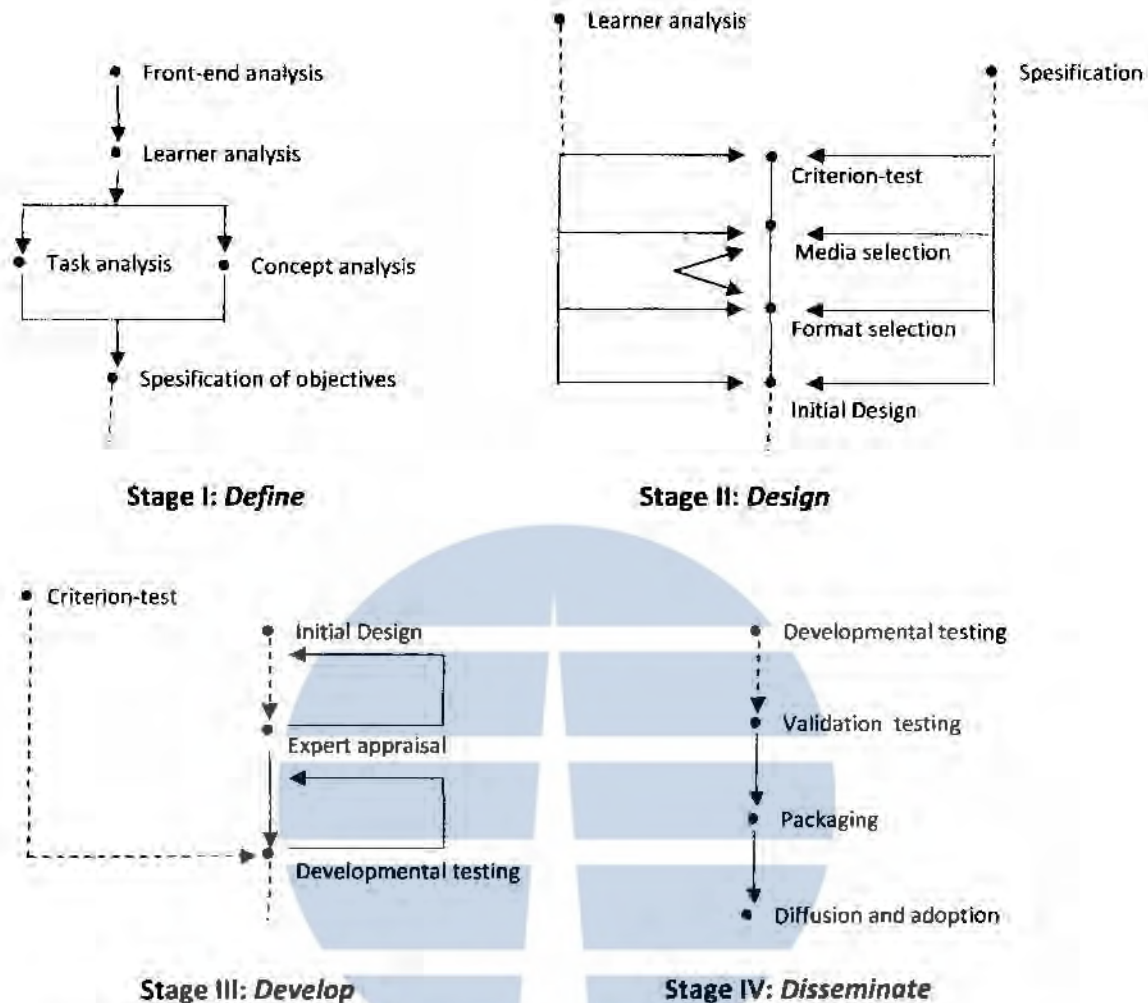 Front-end analysis
Learner analysis
Task analysis
Concept analysis
Spesification of objectives
Stage I: Define
Learner analysis
Spesification
Criterion-test
Media selection
Format selection
Initial Design
Stage II: Design
Criterion-test
Initial Design
Expert appraisal
Developmental testing
Stage III: Develop
Developmental testing
Validation testing
Packaging
Diffusion and adoption
Stage IV: Disseminate